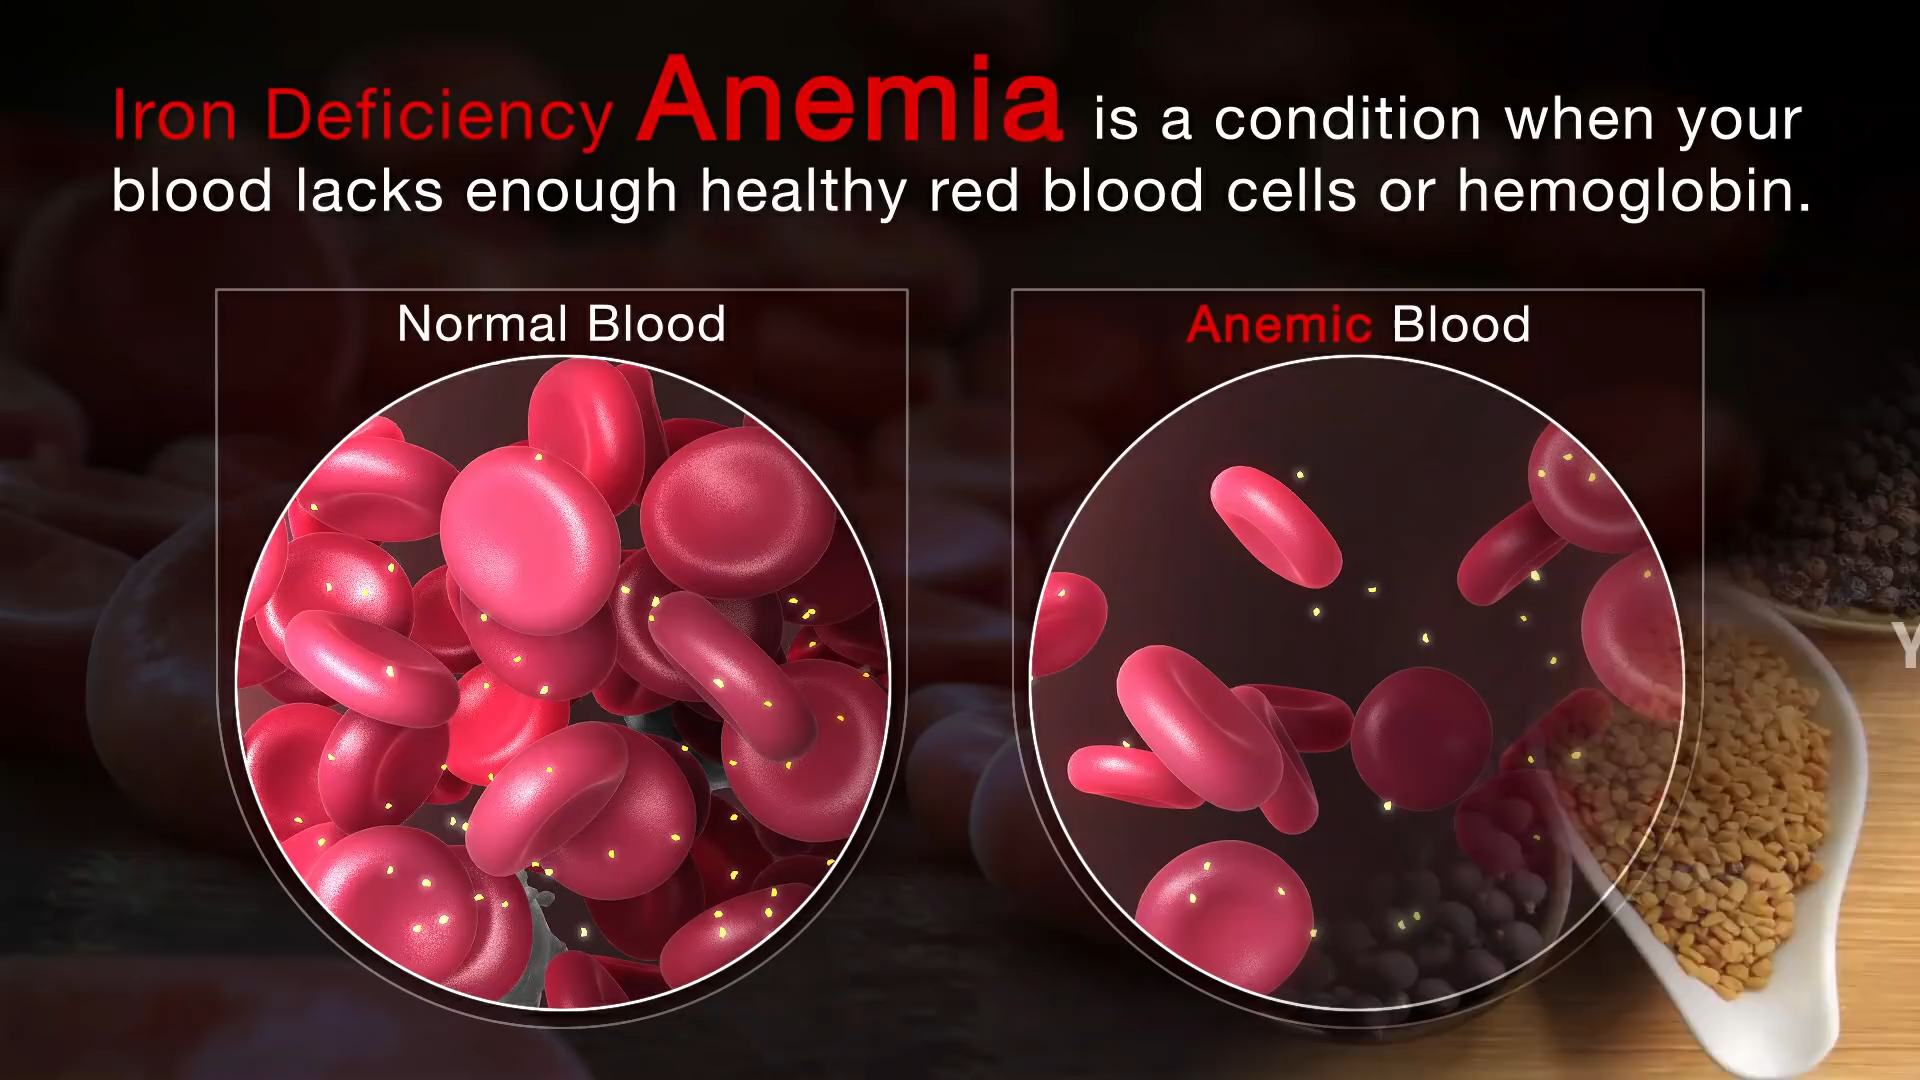 Iron Deficiency Anemia is a condition when your
blood lacks enough healthy red blood cells or hemoglobin.
Normal Blood
Anemic Blood
Y